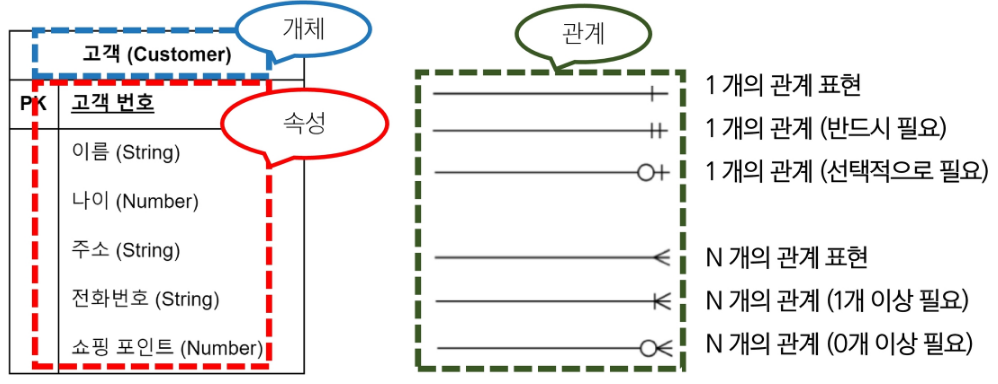 개체
고객 (Customer)
PK 고객 번호
속성
이름 (String)
나이 (Number)
주소 (String)
전화번호 (String)
쇼핑 포인트 (Number)
관계
1 개의 관계 표현
1 개의 관계 (반드시 필요)
1 개의 관계 (선택적으로 필요)
N 개의 관계 표현
N 개의 관계 (1개 이상 필요)
N 개의 관계 (0개 이상 필요)